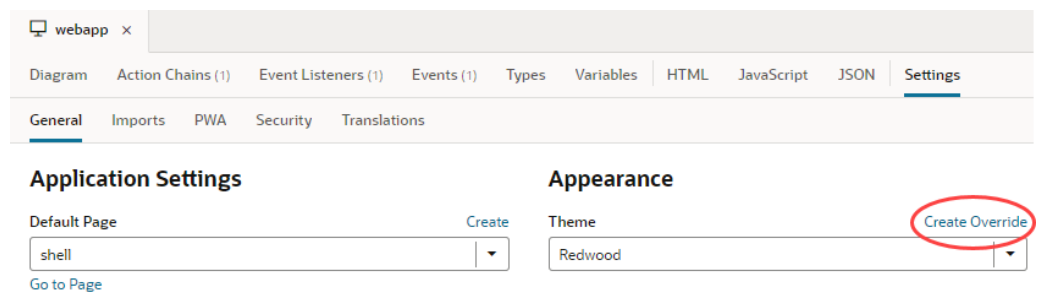 webapp ×
Diagram Action Chains (1) Event Listeners (1) Events (1) Types Variables HTML JavaScript JSON Settings
General Imports PWA Security Translations
Application Settings Appearance
Default Page Create Theme Create Override
shell Redwood
Go to Page